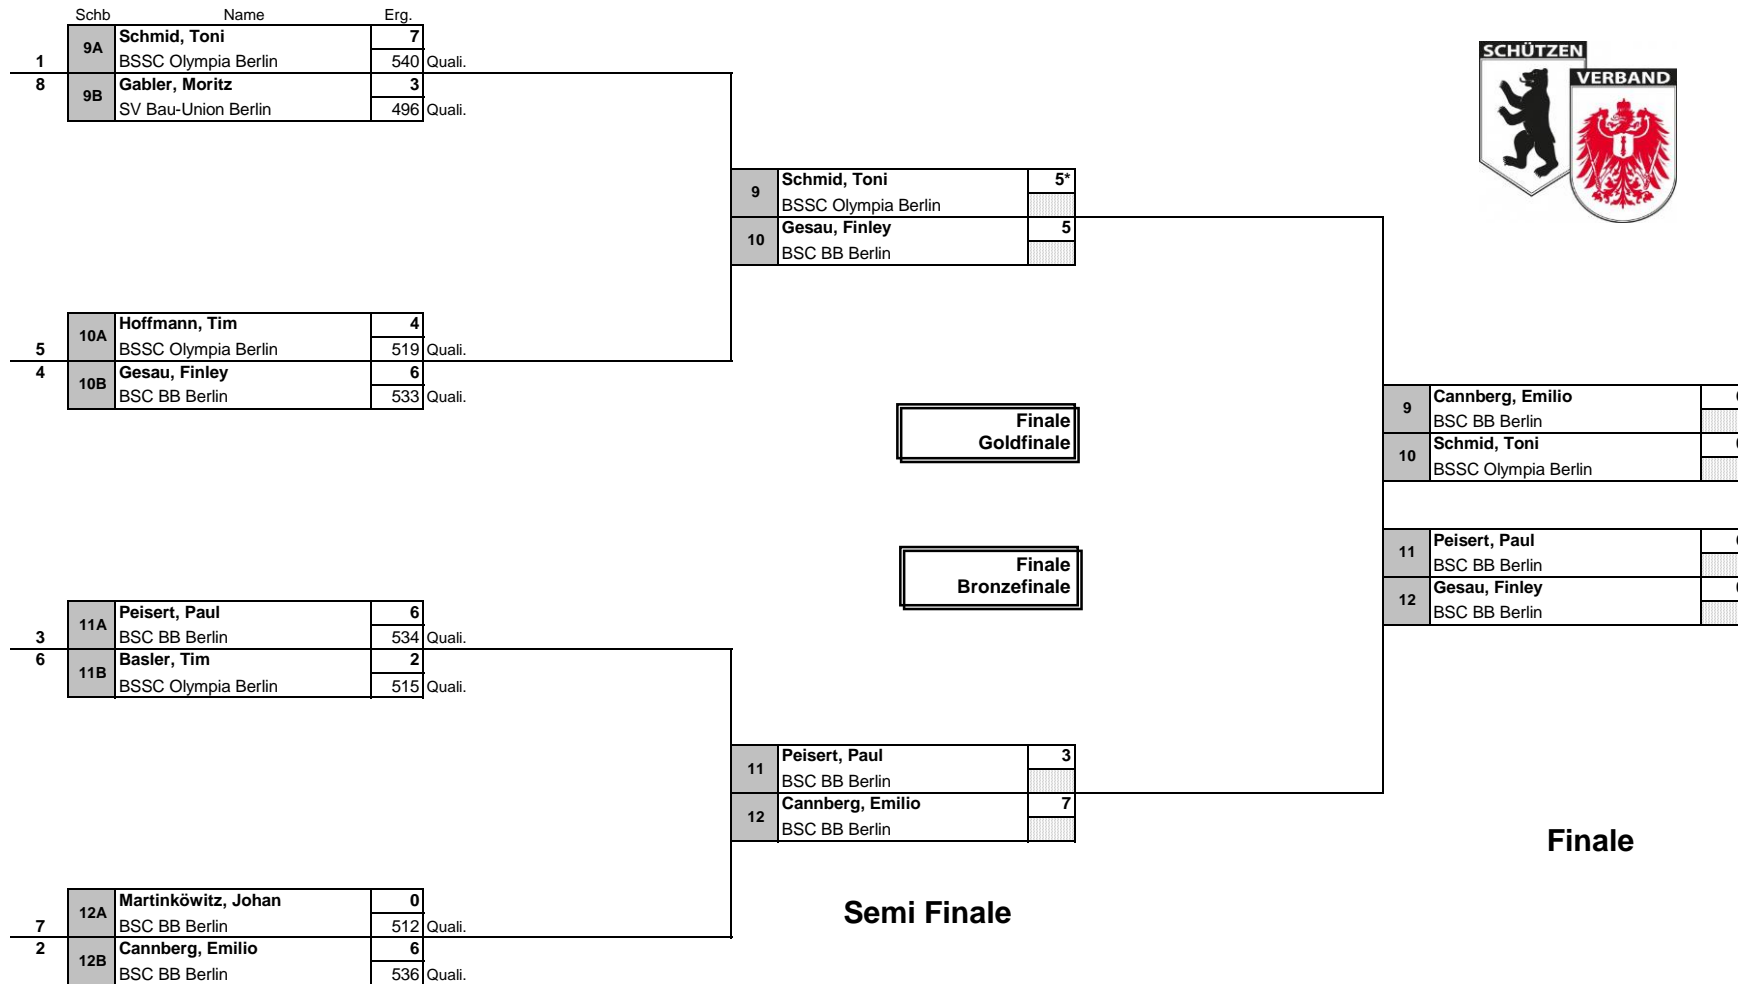 Schb Name Erg.
9A Schmid, Toni 7
1 BSSC Olympia Berlin 540 Quali.
8 9B Gabler, Moritz 3
SV Bau-Union Berlin 496 Quali.
SCHÜTZEN
VERBAND
9 Schmid, Toni 5*
BSSC Olympia Berlin
10 Gesau, Finley 5
BSC BB Berlin
10A Hoffmann, Tim 4
5 BSSC Olympia Berlin 519 Quali.
4 10B Gesau, Finley 6
BSC BB Berlin 533 Quali.
Finale
Goldfinale
9 Cannberg, Emilio
BSC BB Berlin
10 Schmid, Toni
BSSC Olympia Berlin
Finale
Bronzefinale
11 Peisert, Paul
BSC BB Berlin
12 Gesau, Finley
BSC BB Berlin
11A Peisert, Paul 6
3 BSC BB Berlin 534 Quali.
6 11B Basler, Tim 2
BSSC Olympia Berlin 515 Quali.
11 Peisert, Paul 3
BSC BB Berlin
12 Cannberg, Emilio 7
BSC BB Berlin
Finale
Semi Finale
12A Martinköwitz, Johan 0
7 BSC BB Berlin 512 Quali.
2 12B Cannberg, Emilio 6
BSC BB Berlin 536 Quali.